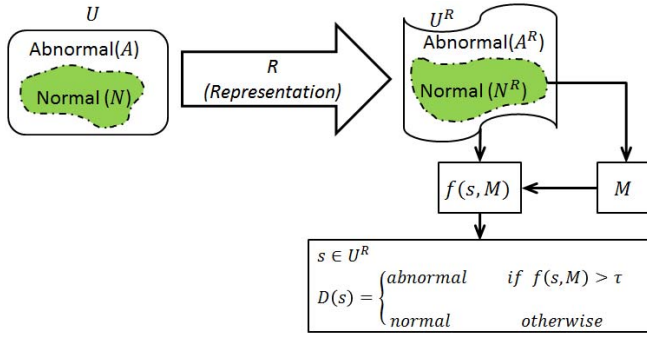 U
Abnormal(A)
Normal (N)
R
(Representation)
U^R
Abnormal(A^R)
Normal (N^R)
f(s, M)
M
s ∈ U^R
D(s) = {abnormal if f(s,M) > τ
normal otherwise